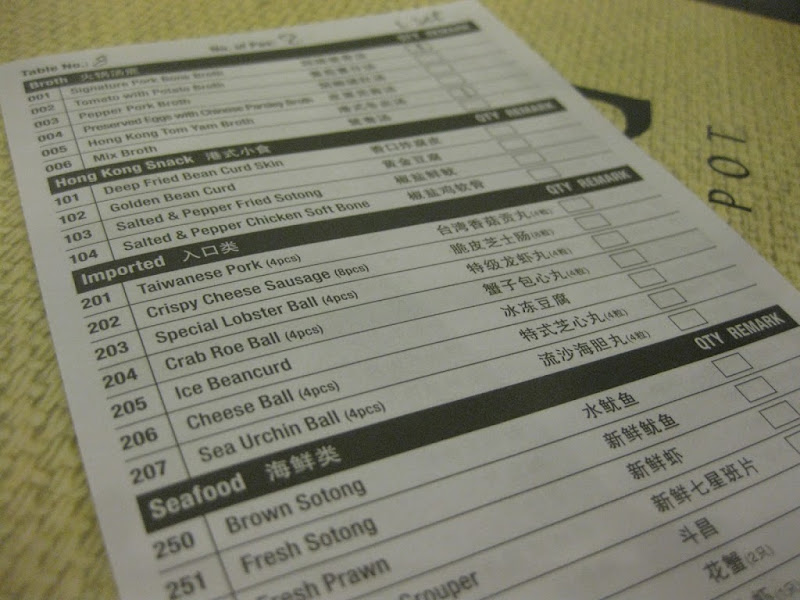 Table No.: 8 No. of Pax: 2
Broth 火锅汤底 QTY REMARK
001 Signature Pork Bone Broth
002 Tomato with Potato Broth
003 Pepper Pork Broth
004 Preserved Eggs with Chinese Parsley Broth
005 Hong Kong Tom Yam Broth
006 Mix Broth
Hong Kong Snack 港式小食 QTY REMARK
101 Deep Fried Bean Curd Skin 香口炸腐皮
102 Golden Bean Curd 黄金豆腐
103 Salted & Pepper Fried Sotong 椒盐鲜鱿
104 Salted & Pepper Chicken Soft Bone 椒盐鸡软骨
Imported 入口类 QTY REMARK
201 Taiwanese Pork (4pcs) 台湾香菇贡丸(4粒)
202 Crispy Cheese Sausage (8pcs) 脆皮芝士肠(8粒)
203 Special Lobster Ball (4pcs) 特级龙虾丸(4粒)
204 Crab Roe Ball (4pcs) 蟹子包心丸(4粒)
205 Ice Beancurd 冰冻豆腐
206 Cheese Ball (4pcs) 特式芝心丸(4粒)
207 Sea Urchin Ball (4pcs) 流沙海胆丸(4粒)
Seafood 海鲜类 QTY REMARK
250 Brown Sotong 水鱿鱼
251 Fresh Sotong 新鲜鱿鱼
Fresh Prawn 新鲜虾
Grouper 新鲜七星班片
斗昌
花蟹(2只)
虾
POT